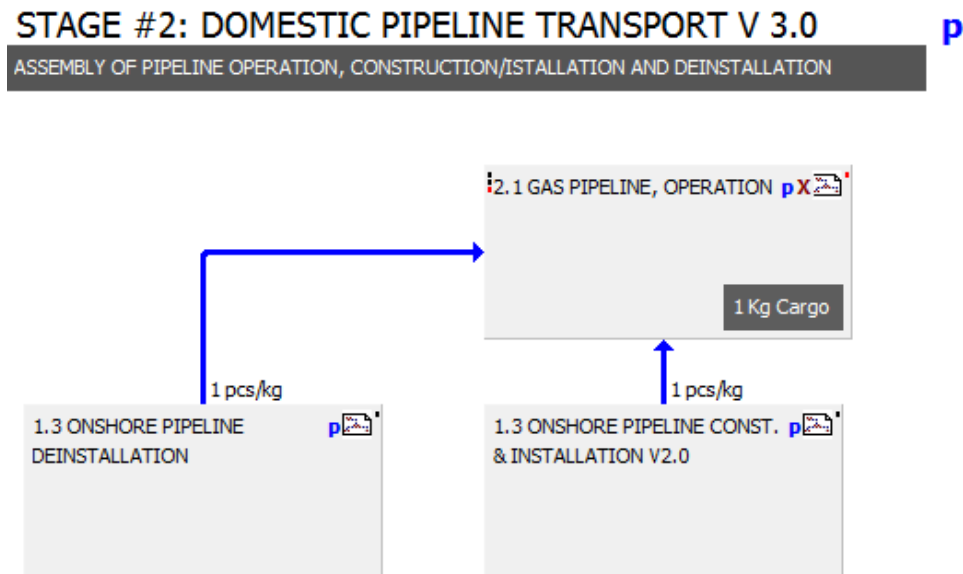 STAGE #2: DOMESTIC PIPELINE TRANSPORT V 3.0 p
ASSEMBLY OF PIPELINE OPERATION, CONSTRUCTION/ISTALLATION AND DEINSTALLATION
2.1 GAS PIPELINE, OPERATION p X
1 Kg Cargo
1 pcs/kg
1 pcs/kg
1.3 ONSHORE PIPELINE p
DEINSTALLATION
1.3 ONSHORE PIPELINE CONST. p
& INSTALLATION V2.0